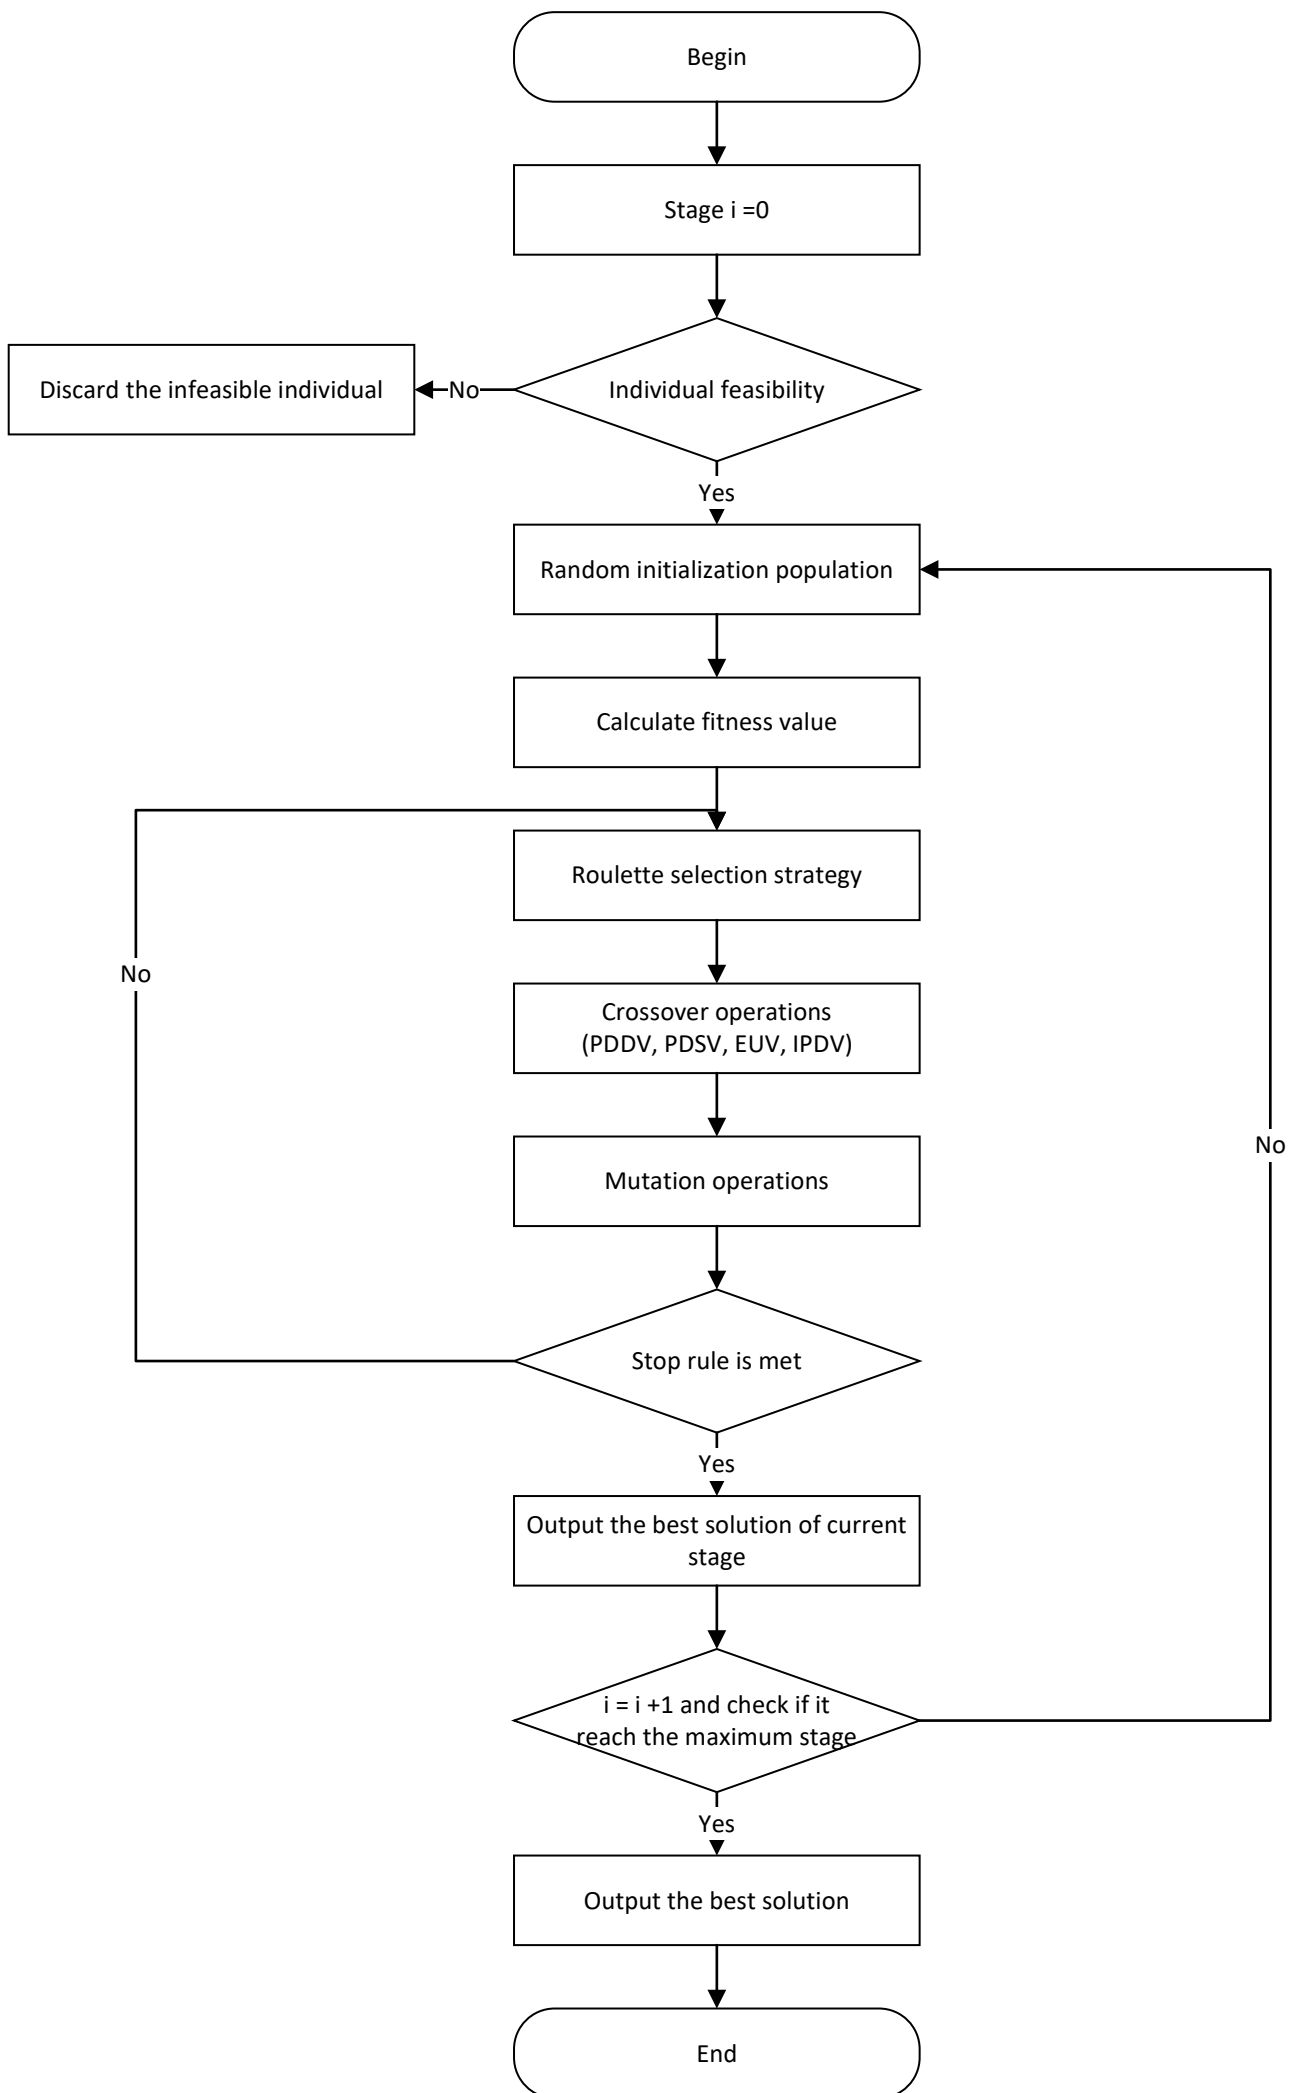 Begin
Stage i =0
Individual feasibility
No
Discard the infeasible individual
Yes
Random initialization population
Calculate fitness value
Roulette selection strategy
No
Crossover operations
(PDDV, PDSV, EUV, IPDV)
Mutation operations
No
Stop rule is met
Yes
Output the best solution of current
stage
i = i +1 and check if it
reach the maximum stage
Yes
Output the best solution
End